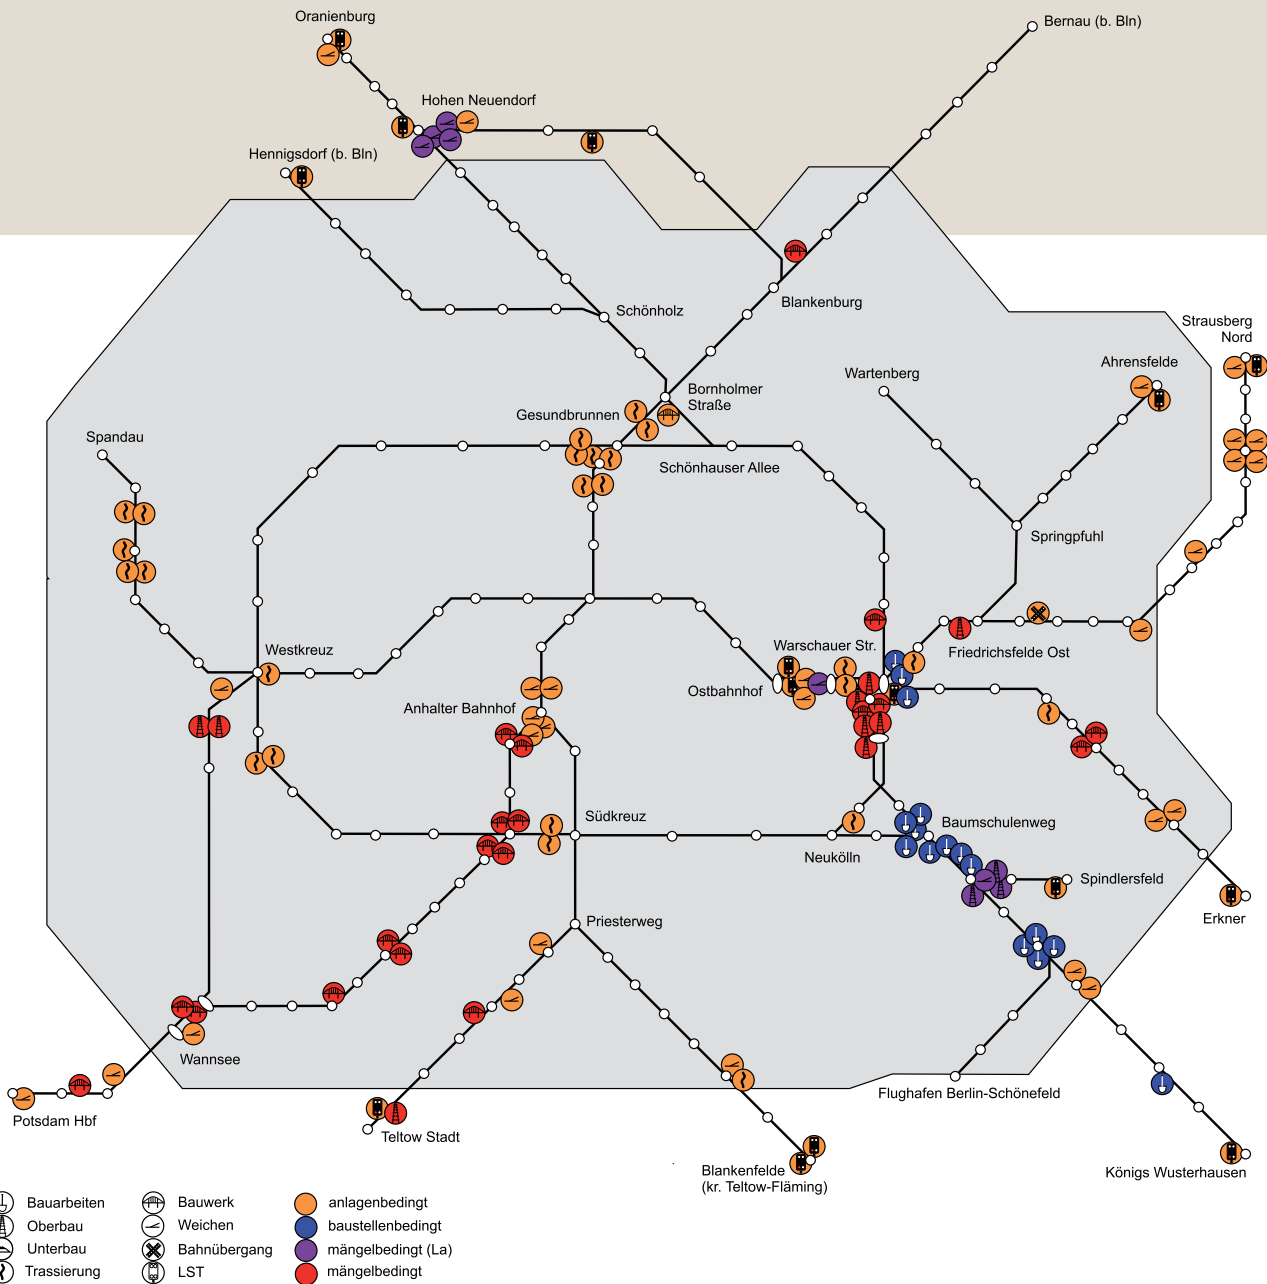 Oranienburg
Bernau (b. Bln)
Hohen Neuendorf
Hennigsdorf (b. Bln)
Schönholz
Blankenburg
Strausberg
Nord
Ahrensfelde
Wartenberg
Bornholmer
Straße
Gesundbrunnen
Spandau
Schönhauser Allee
Springpfuhl
Westkreuz
Warschauer Str.
Friedrichsfelde Ost
Ostbahnhof
Anhalter Bahnhof
Südkreuz
Baumschulenweg
Neukölln
Spindlersfeld
Erkner
Priesterweg
Wannsee
Flughafen Berlin-Schönefeld
Potsdam Hbf
Teltow Stadt
Blankenfelde
(kr. Teltow-Fläming)
Königs Wusterhausen
Bauarbeiten
Bauwerk
anlagenbedingt
Oberbau
Weichen
baustellenbedingt
Unterbau
Bahnübergang
mängelbedingt (La)
Trassierung
LST
mängelbedingt